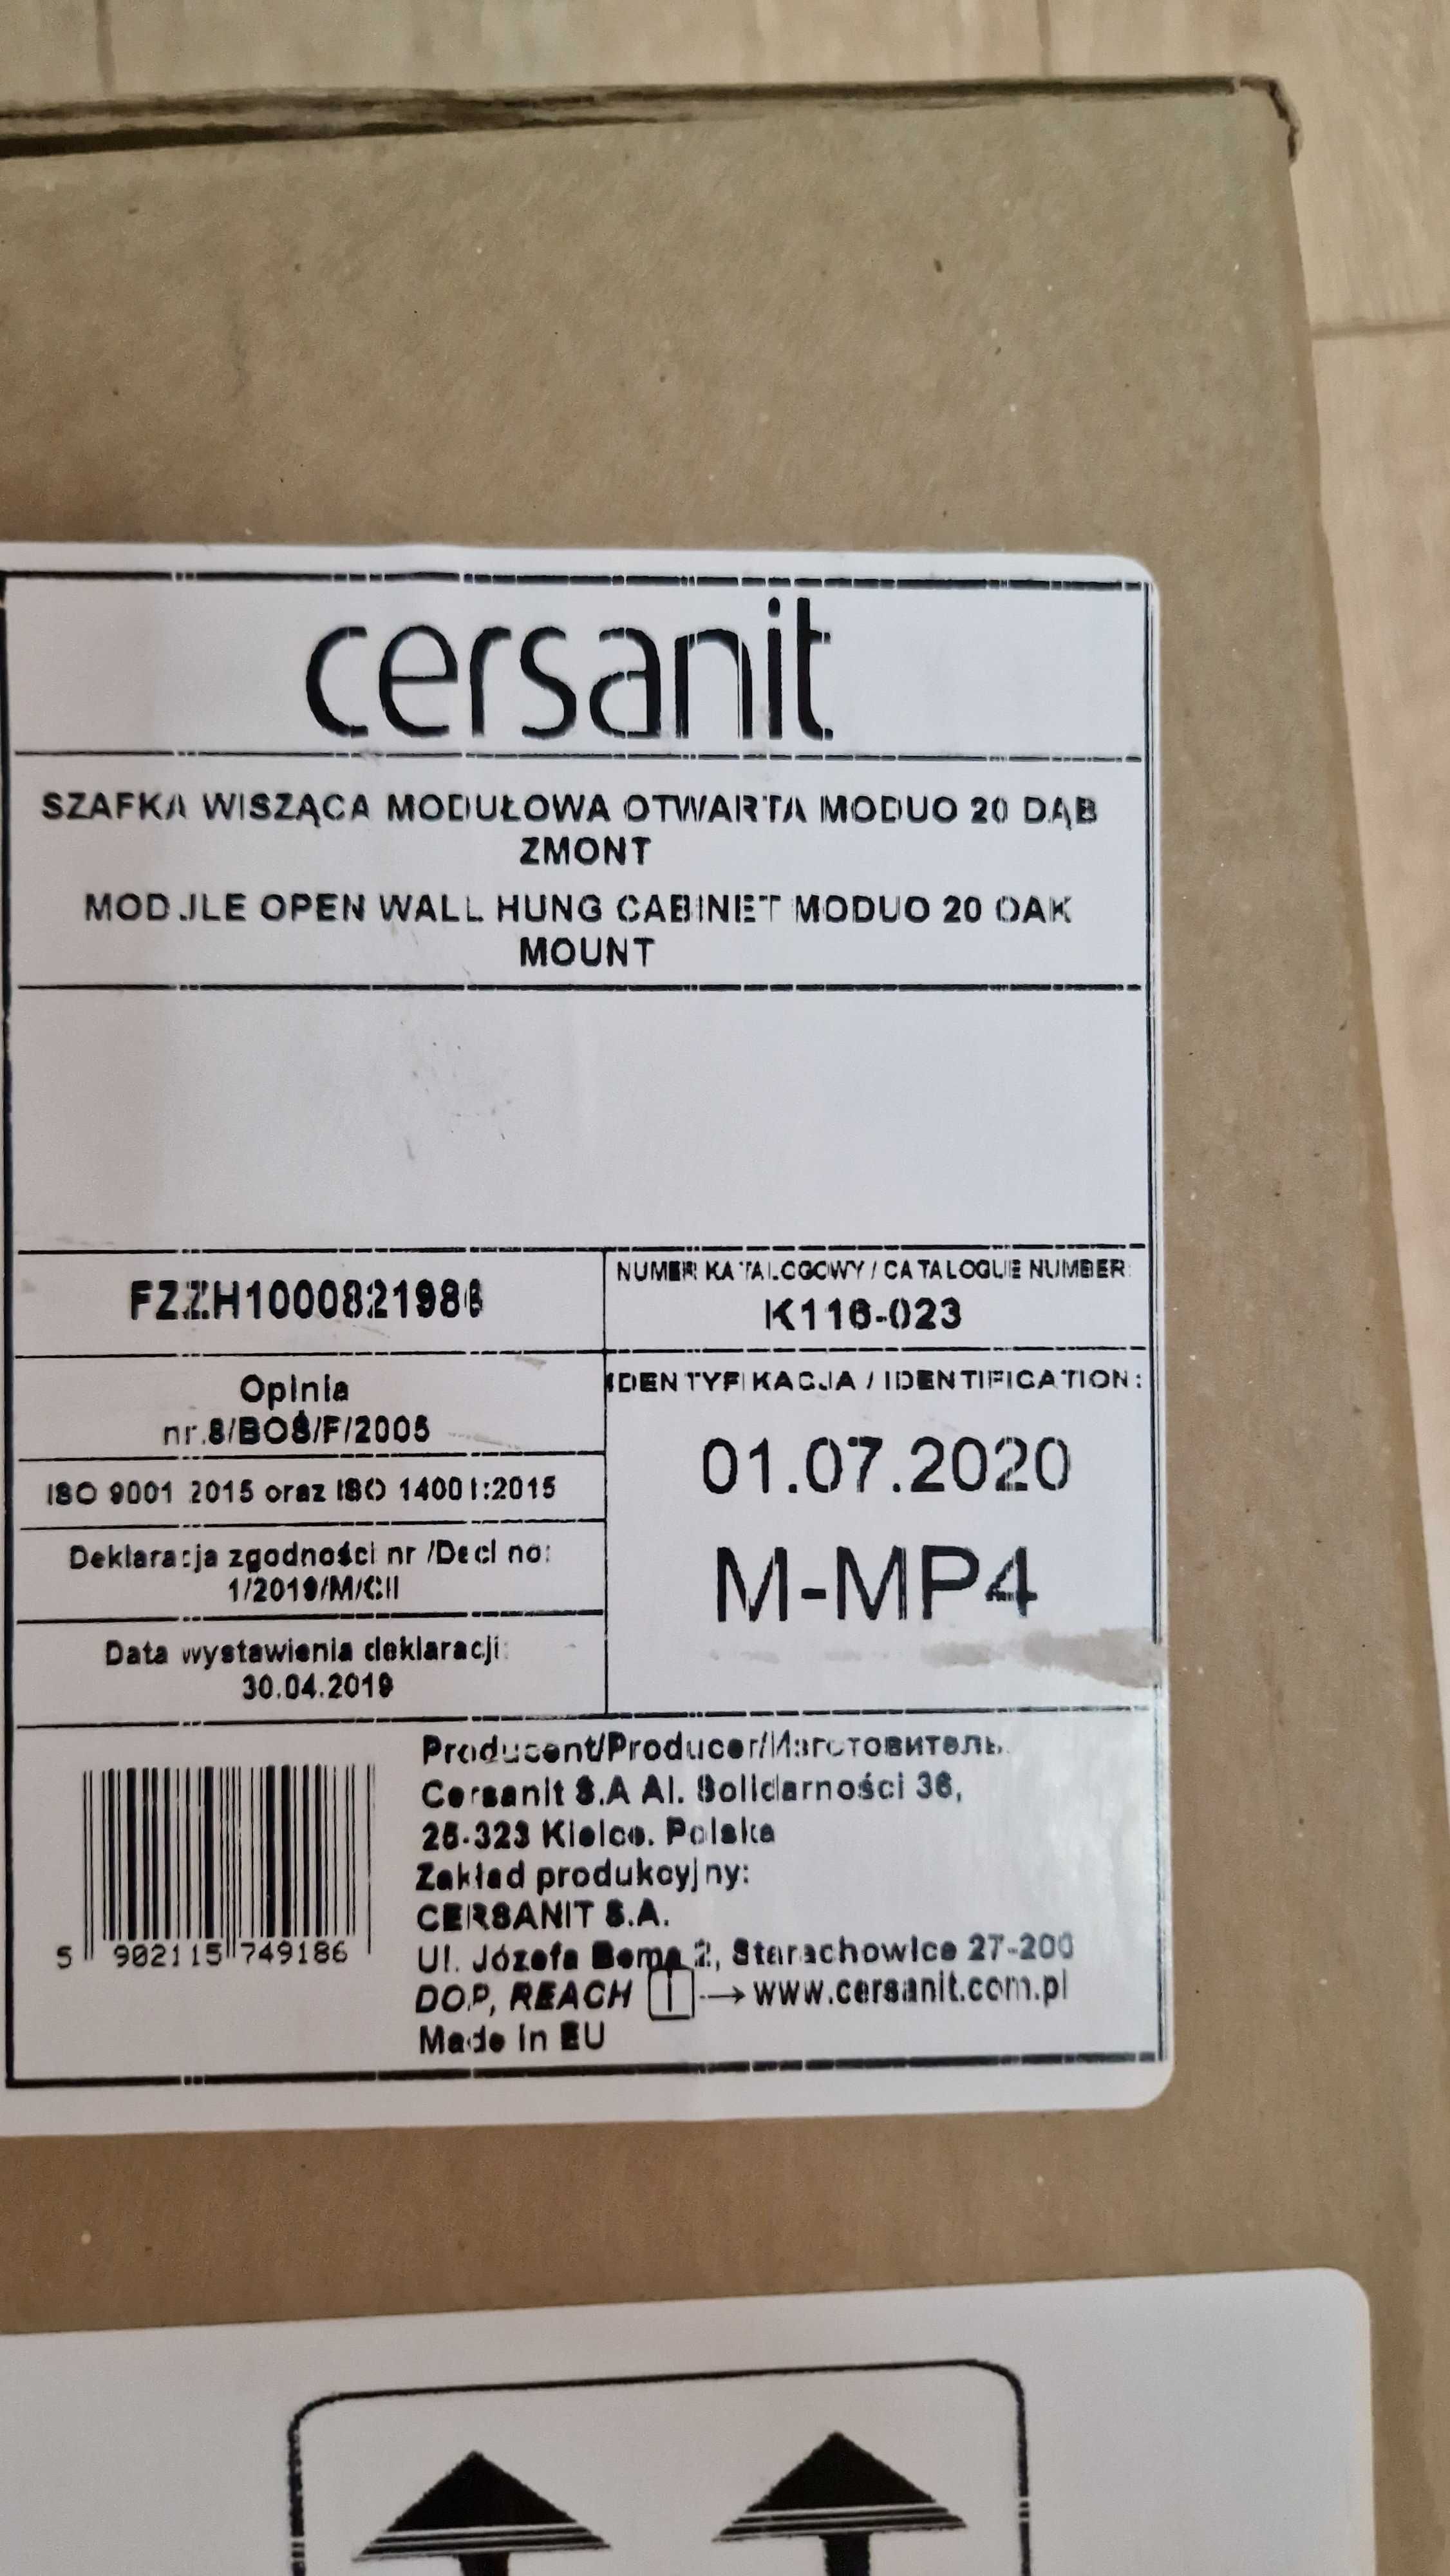 cersanit
SZAFKA WISZĄCA MODUŁOWA OTWARTA MODUO 20 DĄB
ZMONT
MODULE OPEN WALL HUNG CABINET MODUO 20 OAK
MOUNT
FZZH1000821986
NUMER KATALOGOWY / CATALOGUE NUMBER:
K116-023
Opinia
nr.8/BOŚ/F/2005
ISO 9001 2015 oraz ISO 14001:2015
Deklaracja zgodności nr /Decl no:
1/2019/M/CII
Data wystawienia deklaracji:
30.04.2019
IDENTYFIKACJA / IDENTIFICATION:
01.07.2020
M-MP4
Producent/Producer/Изготовитель.
Cersanit S.A Al. Solidarności 36,
25-323 Kielce. Polska
Zakład produkcyjny:
CERSANIT S.A.
Ul. Józefa Bema 2, Starachowice 27-200
DOP, REACH → www.cersanit.com.pl
Made in EU
5 902115 749186